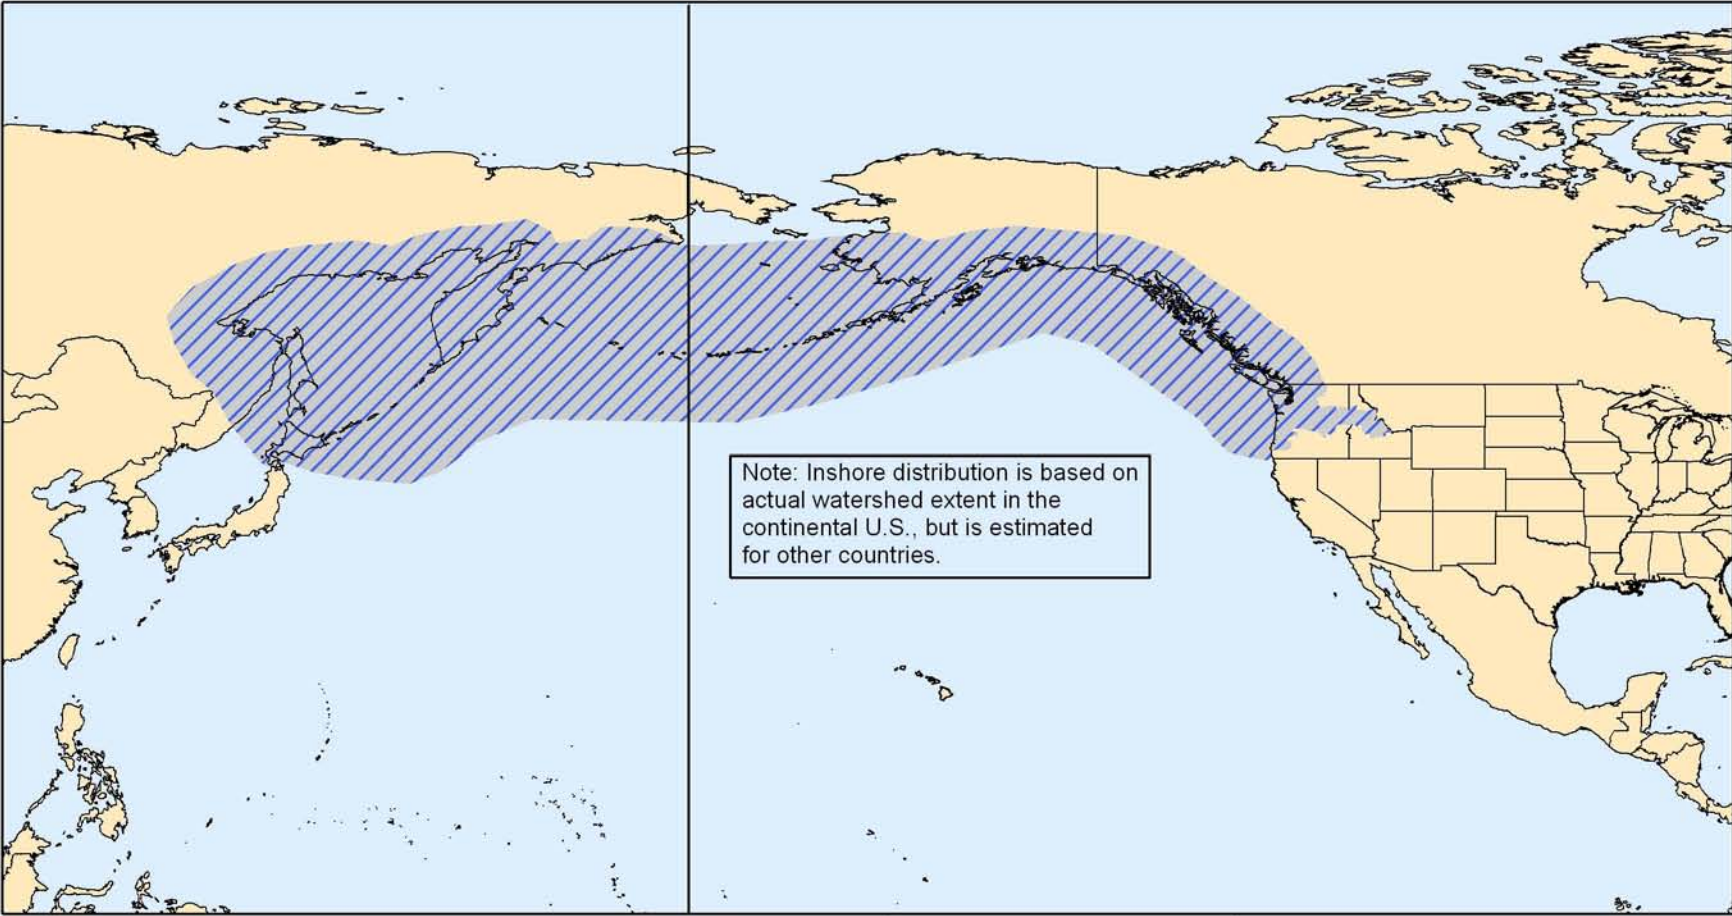 Note: Inshore distribution is based on
actual watershed extent in the
continental U.S., but is estimated
for other countries.